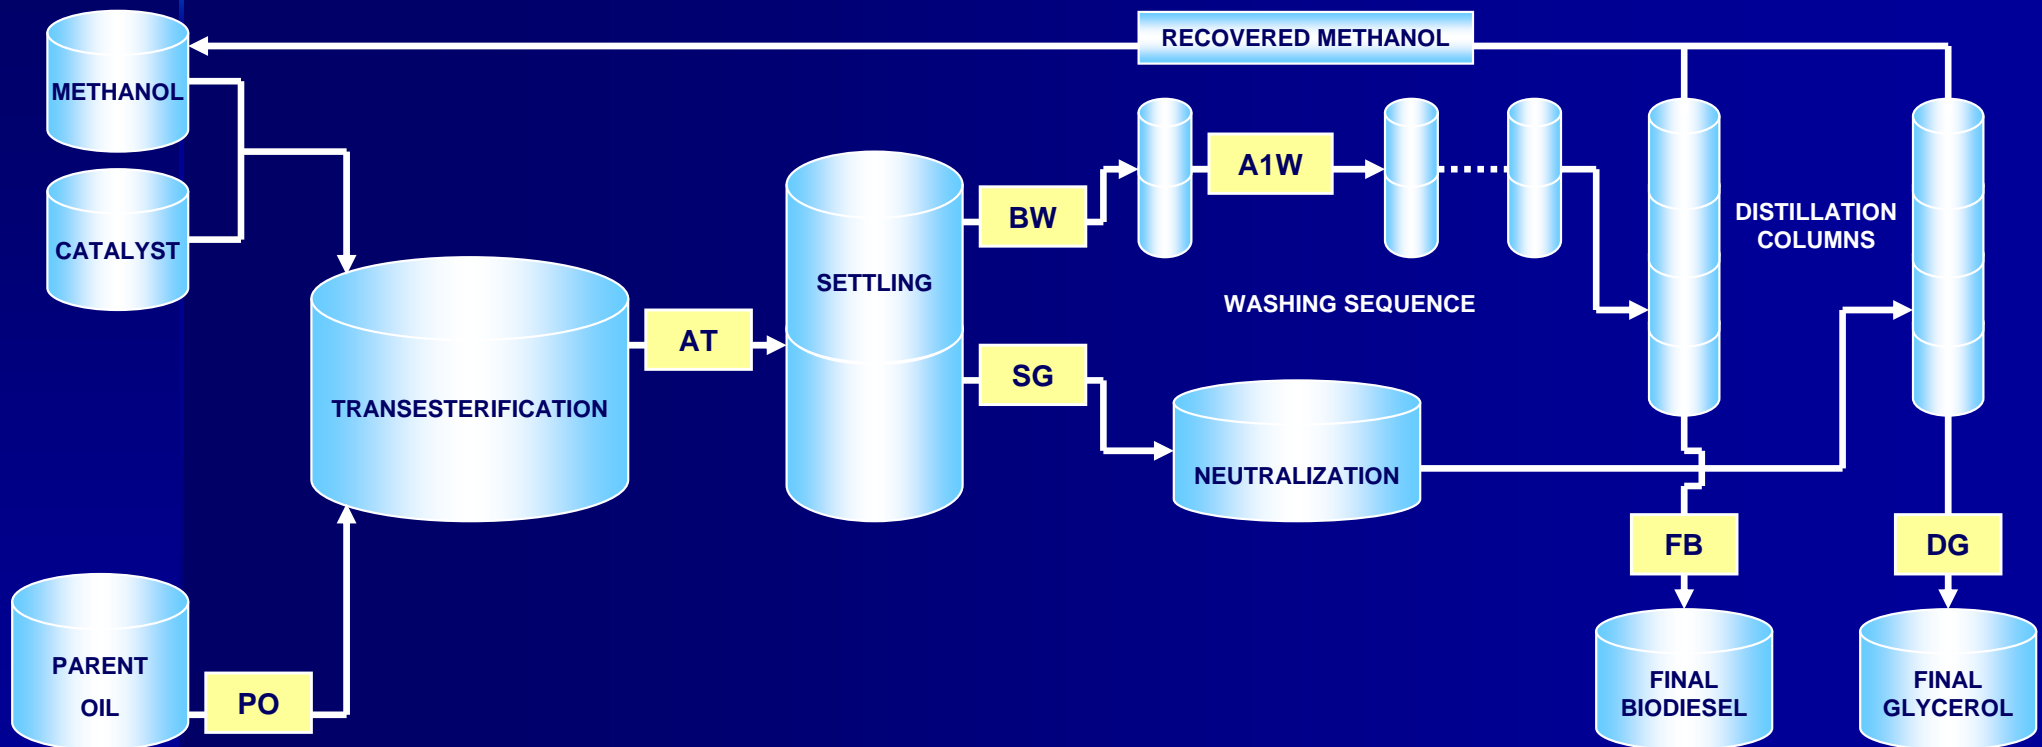 RECOVERED METHANOL
METHANOL
A1W
CATALYST
BW
DISTILLATION
COLUMNS
SETTLING
WASHING SEQUENCE
AT
SG
TRANSESTERIFICATION
NEUTRALIZATION
FB
DG
PARENT
OIL
PO
FINAL
BIODIESEL
FINAL
GLYCEROL